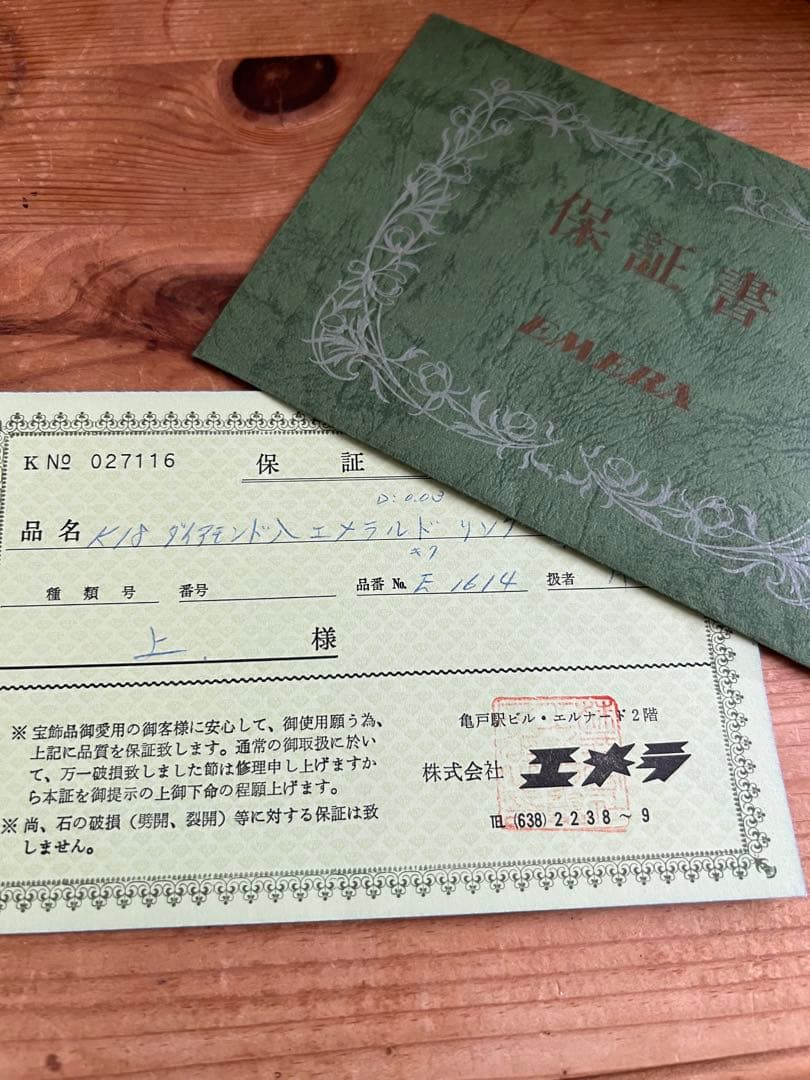 保証書
EMERA
K № 027116
保証
D:0.03
品名 K18 ダイアモンド入エメラルド リング
キク
種類号 番号 品番 No. E 1614 扱者
上 様
※ 宝飾品御愛用の御客様に安心して、御使用願う為、
上記に品質を保証致します。通常の御取扱に於い
て、万一破損致しました節は修理申し上げますか
ら本証を御提示の上御下命の程願上げます。
※ 尚、石の破損(劈開、裂開)等に対する保証は致
しません。
亀戸駅ビル・エルナード2階
株式会社 エメラ
TEL (638) 2238〜9